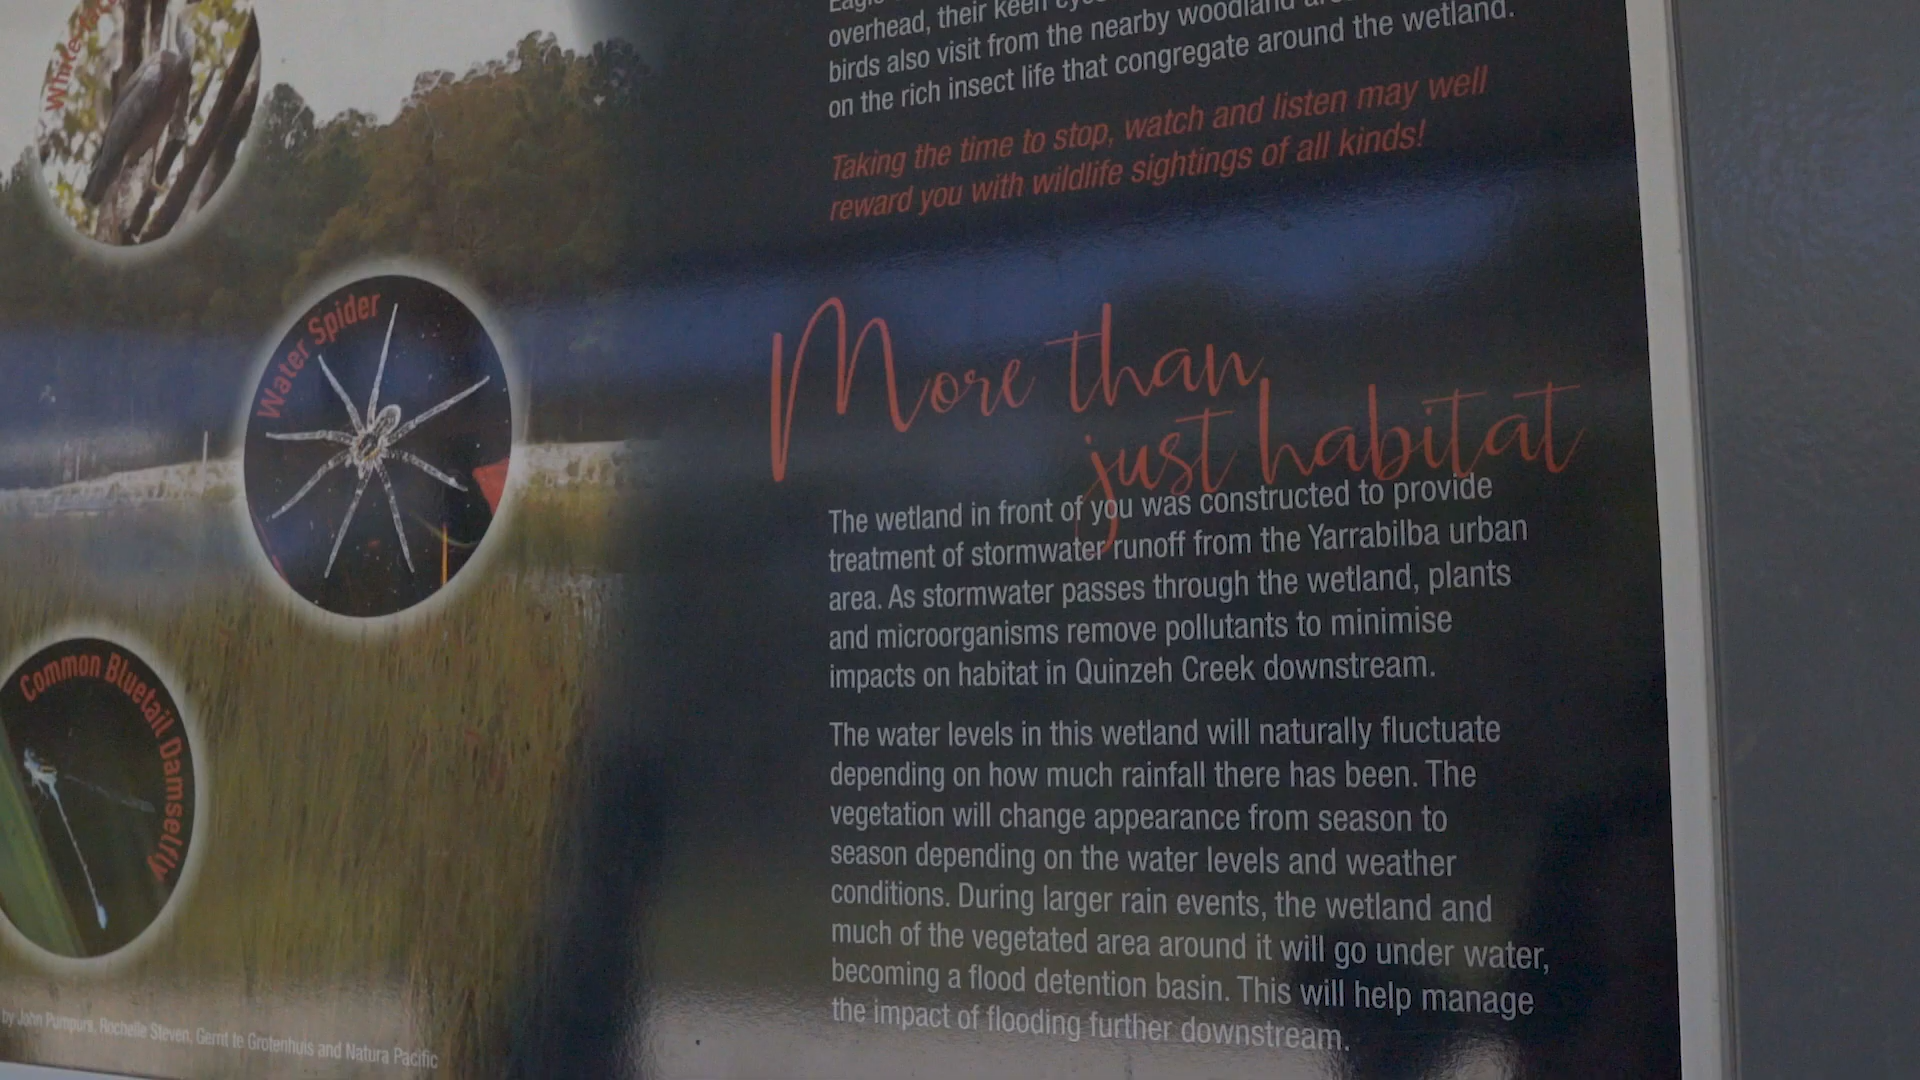 overhead, their keen
birds also visit from the nearby woodland
on the rich insect life that congregate around the wetland.
Taking the time to stop, watch and listen may well
reward you with wildlife sightings of all kinds!
Water Spider
More than
just habitat
The wetland in front of you was constructed to provide
treatment of stormwater runoff from the Yarrabilba urban
area. As stormwater passes through the wetland, plants
and microorganisms remove pollutants to minimise
impacts on habitat in Quinzeh Creek downstream.
Common Bluetail Damselfly
The water levels in this wetland will naturally fluctuate
depending on how much rainfall there has been. The
vegetation will change appearance from season to
season depending on the water levels and weather
conditions. During larger rain events, the wetland and
much of the vegetated area around it will go under water,
becoming a flood detention basin. This will help manage
the impact of flooding further downstream.
by John Pumpurs, Rochelle Steven, Gerrit te Grotenhuis and Natura Pacific